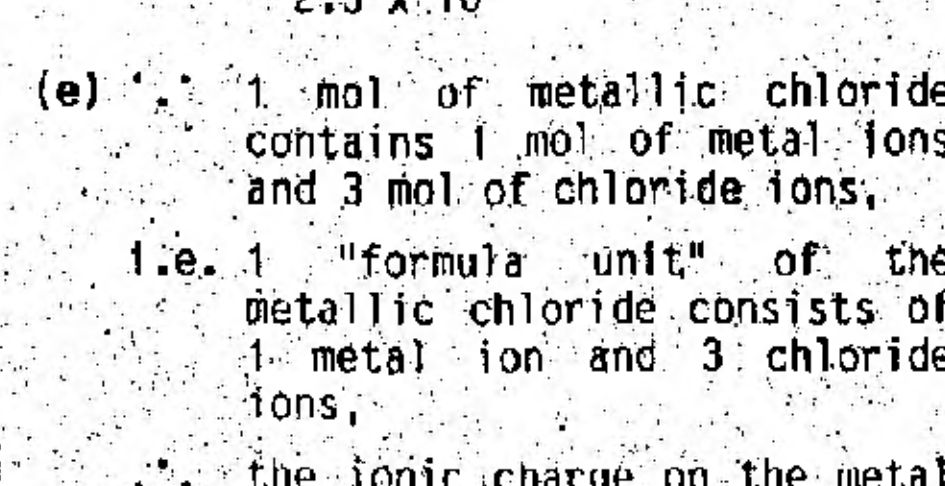 (e) ∵ 1 mol of metallic chloride
contains 1 mol of metal ions
and 3 mol of chloride ions,
i.e. 1 "formula unit" of the
metallic chloride consists of
1 metal ion and 3 chloride
ions,
∴ the ionic charge on the metal